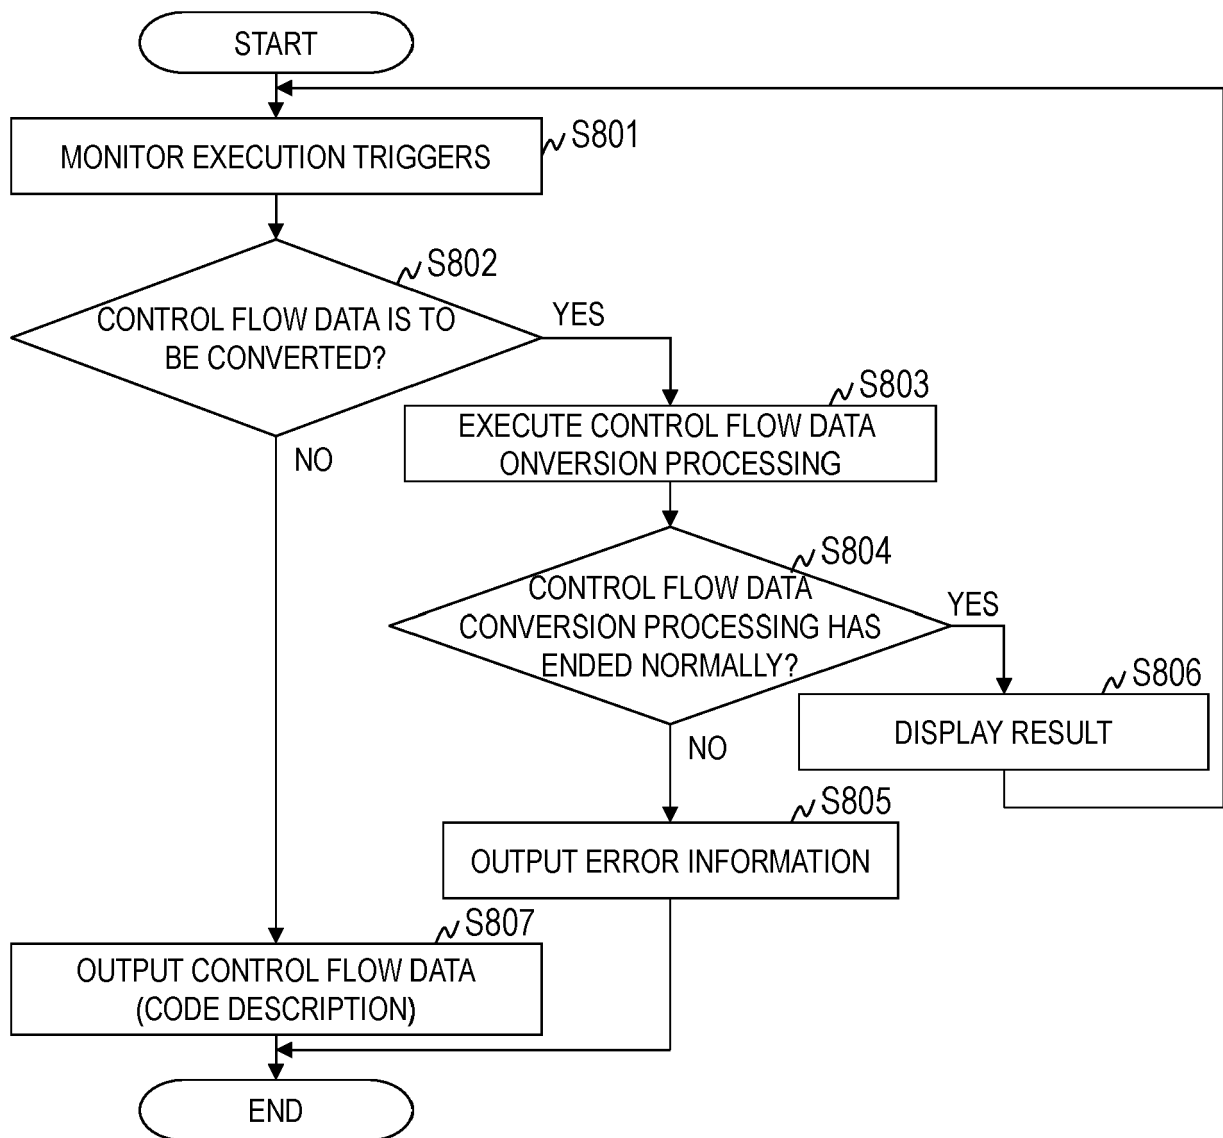 START
MONITOR EXECUTION TRIGGERS
S801
S802
CONTROL FLOW DATA IS TO
BE CONVERTED?
YES
NO
S803
EXECUTE CONTROL FLOW DATA
ONVERSION PROCESSING
S804
CONTROL FLOW DATA
CONVERSION PROCESSING HAS
ENDED NORMALLY?
YES
NO
S806
DISPLAY RESULT
S805
OUTPUT ERROR INFORMATION
S807
OUTPUT CONTROL FLOW DATA
(CODE DESCRIPTION)
END